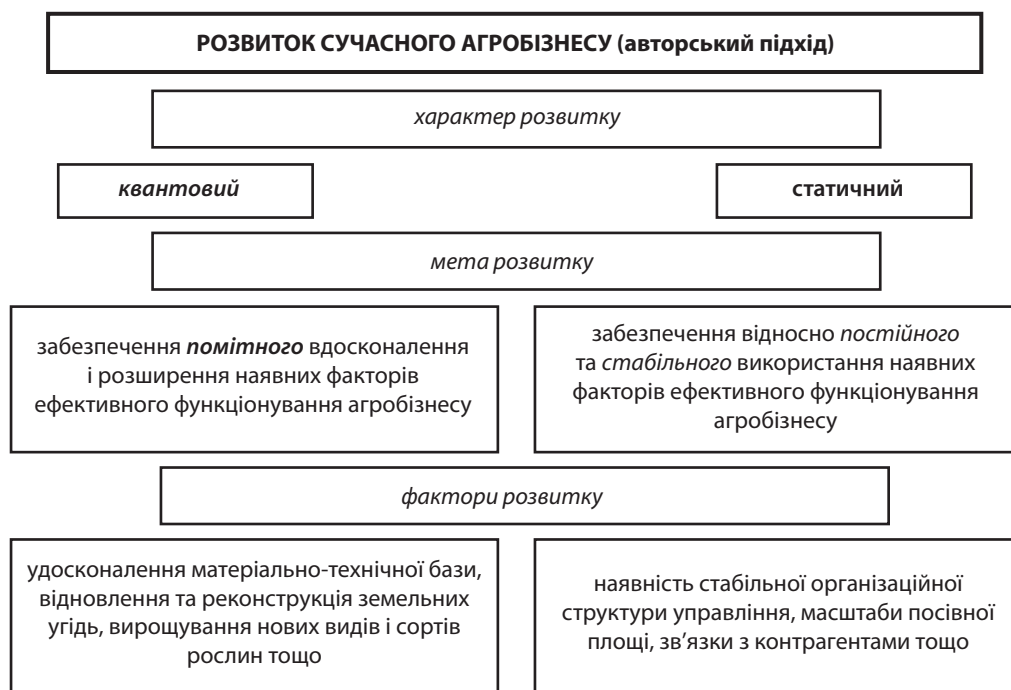 РОЗВИТОК СУЧАСНОГО АГРОБІЗНЕСУ (авторський підхід)
характер розвитку
квантовий
статичний
мета розвитку
забезпечення помітного вдосконалення
і розширення наявних факторів
ефективного функціонування агробізнесу
забезпечення відносно постійного
та стабільного використання наявних
факторів ефективного функціонування
агробізнесу
фактори розвитку
удосконалення матеріально-технічної бази,
відновлення та реконструкція земельних
угідь, вирощування нових видів і сортів
рослин тощо
наявність стабільної організаційної
структури управління, масштаби посівної
площі, зв’язки з контрагентами тощо